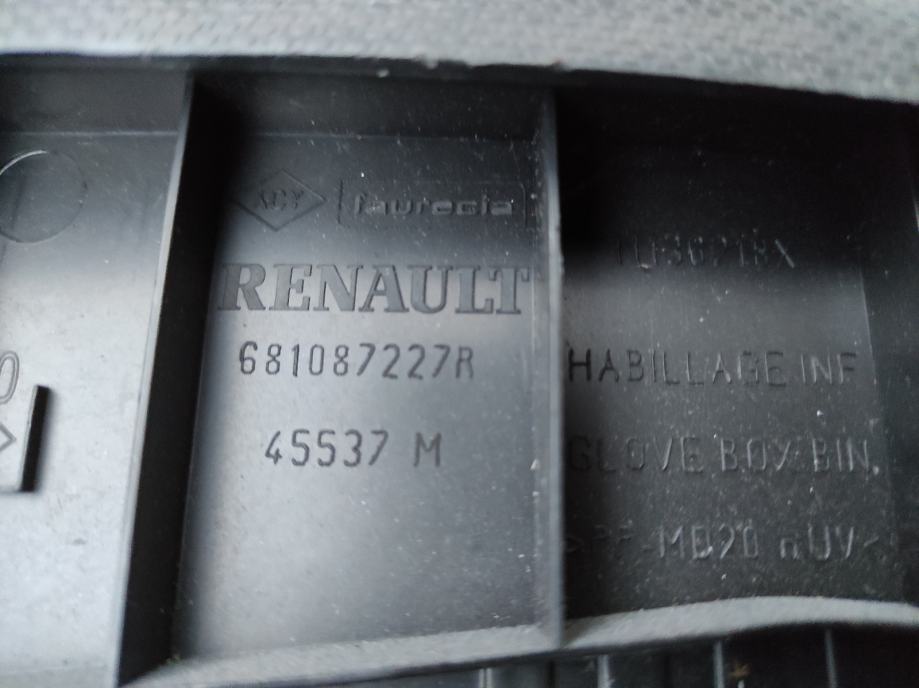 faurecia
RENAULT
681087227R
45537 M
HABILLAGE INF
GLOVE BOX BIN